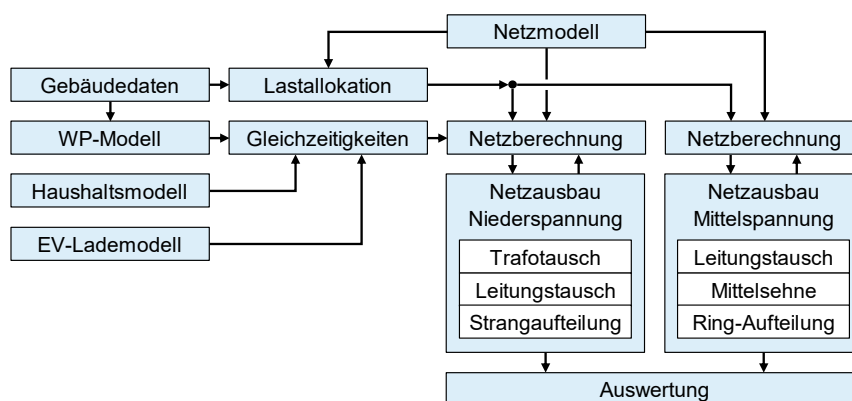 Netzmodell
Gebäudedaten
Lastallokation
WP-Modell
Gleichzeitigkeiten
Netzberechnung
Netzberechnung
Haushaltsmodell
EV-Lademodell
Netzausbau
Niederspannung
Trafotausch
Leitungstausch
Strangaufteilung
Netzausbau
Mittelspannung
Leitungstausch
Mittelsehne
Ring-Aufteilung
Auswertung